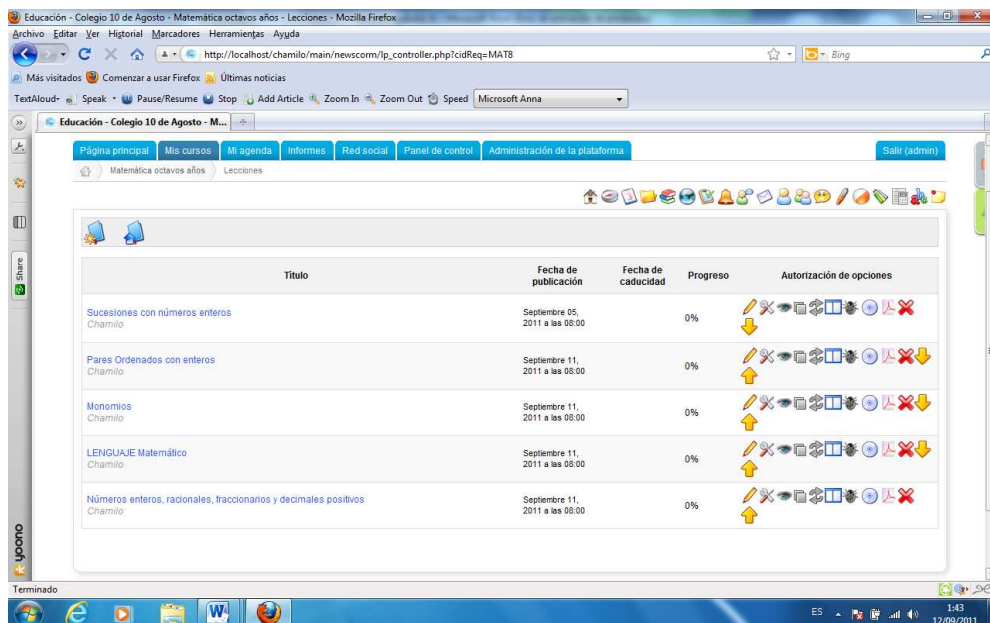 Educación - Colegio 10 de Agosto - Matemática octavos años - Lecciones - Mozilla Firefox
Archivo Editar Ver Historial Marcadores Herramientas Ayuda
http://localhost/chamilo/main/newscorm/lp_controller.php?cidReq=MAT8
Bing
Más visitados Comenzar a usar Firefox Últimas noticias
TextAloud- Speak Pause/Resume Stop Add Article Zoom In Zoom Out Speed Microsoft Anna
Educación - Colegio 10 de Agosto - M...
Página principal Mis cursos Mi agenda Informes Red social Panel de control Administración de la plataforma Salir (admin)
Matemática octavos años Lecciones
Share
Título Fecha de publicación Fecha de caducidad Progreso Autorización de opciones
Sucesiones con números enteros
Chamilo
Septiembre 05,
2011 a las 08:00
0%
Pares Ordenados con enteros
Chamilo
Septiembre 11,
2011 a las 08:00
0%
Monomios
Chamilo
Septiembre 11,
2011 a las 08:00
0%
LENGUAJE Matemático
Chamilo
Septiembre 11,
2011 a las 08:00
0%
Números enteros, racionales, fraccionarios y decimales positivos
Chamilo
Septiembre 11,
2011 a las 08:00
0%
yoono
Terminado
ES
1:43
12/09/2011